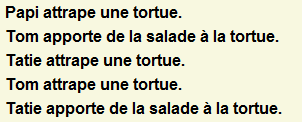 Papi attrape une tortue.
Tom apporte de la salade à la tortue.
Tatie attrape une tortue.
Tom attrape une tortue.
Tatie apporte de la salade à la tortue.